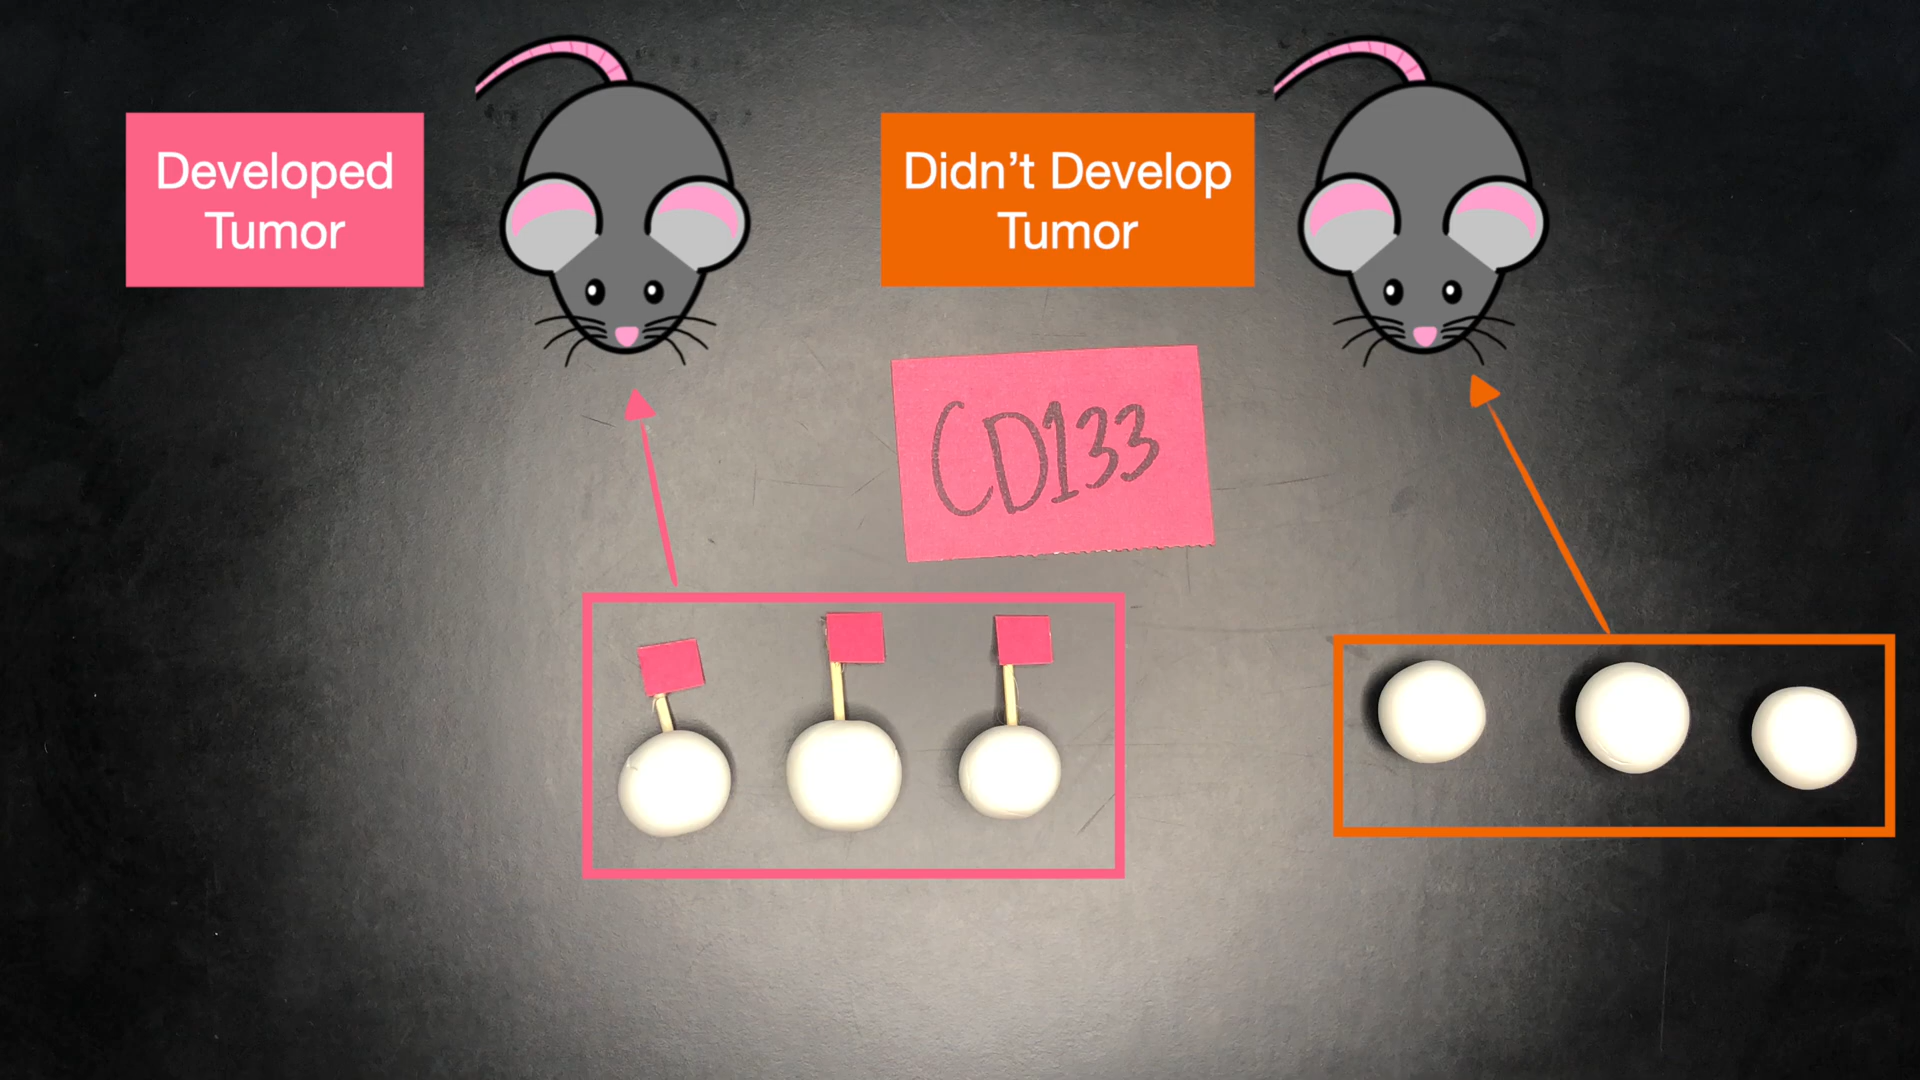 Developed
Tumor
Didn’t Develop
Tumor
CD133